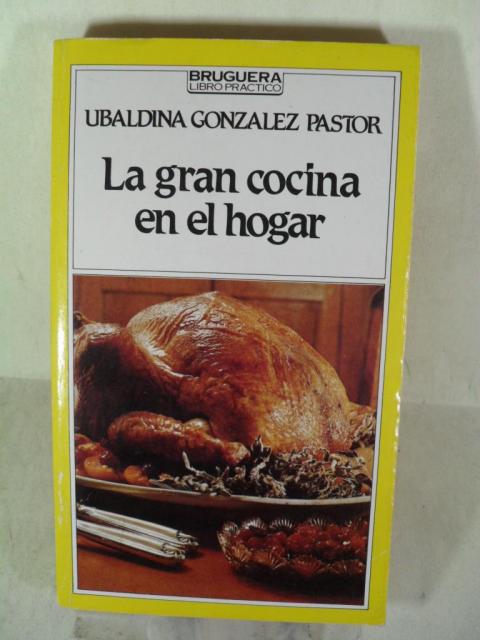 BRUGUERA
LIBRO PRACTICO
UBALDINA GONZALEZ PASTOR
La gran cocina
en el hogar